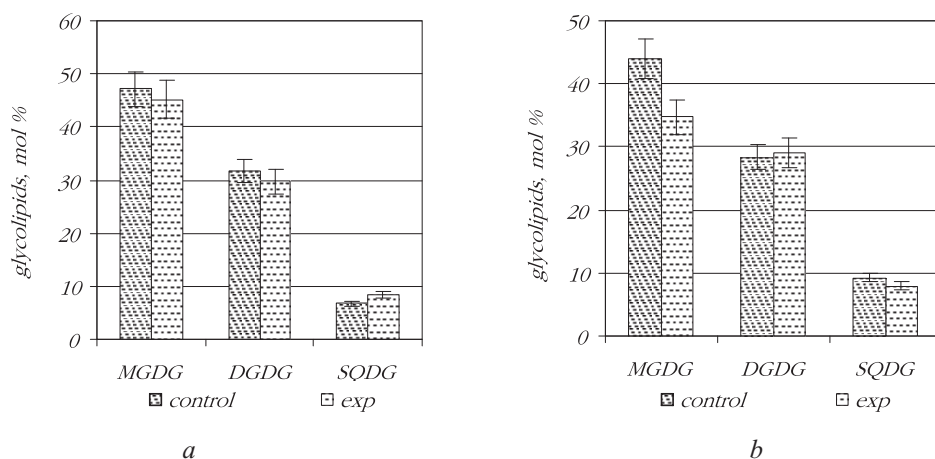 glycolipids, mol %
60
50
40
30
20
10
0
MGDG DGDG SQDG
control exp
a
glycolipids, mol %
50
40
30
20
10
0
MGDG DGDG SQDG
control exp
b